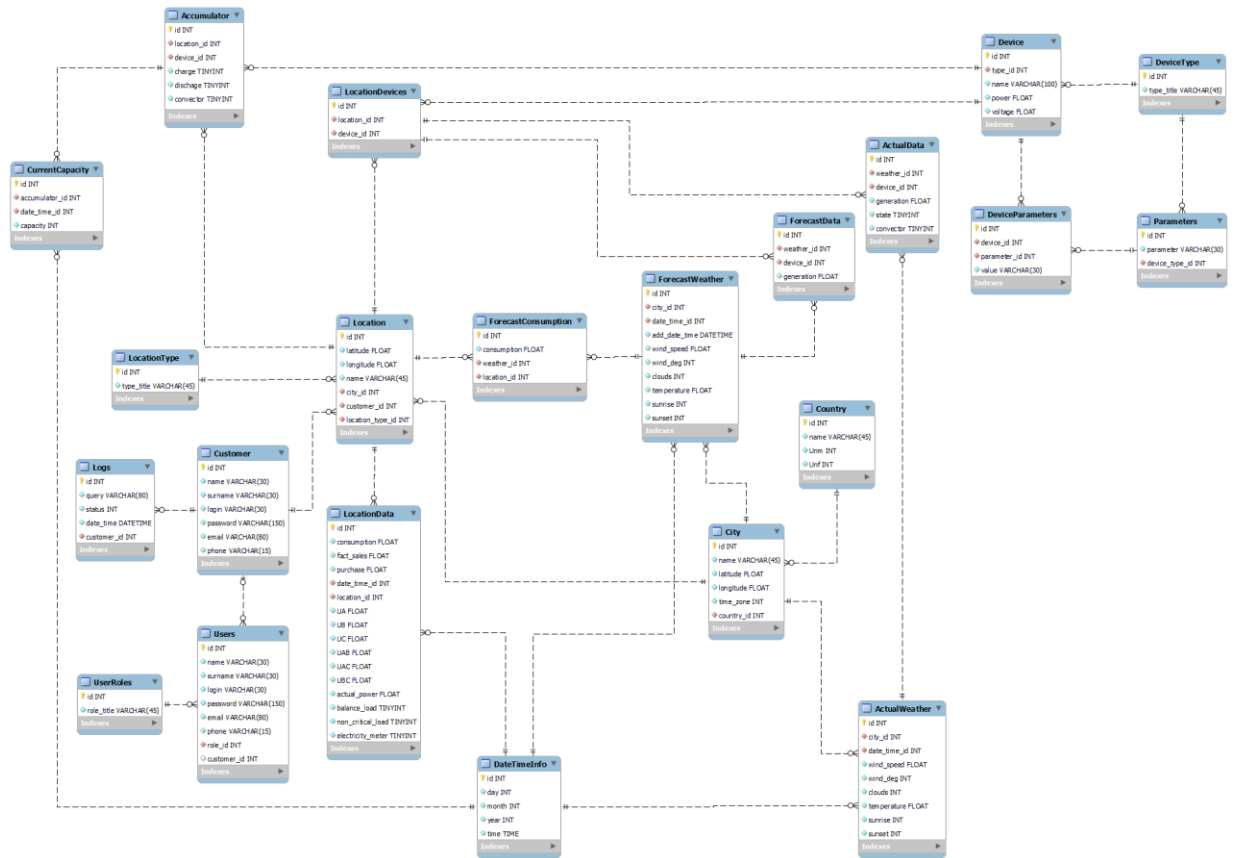 Accumulator
id INT
location_id INT
device_id INT
charge TINYINT
dischage TINYINT
convector TINYINT
Indexes
Device
id INT
type_id INT
name VARCHAR(100)
power FLOAT
voltage FLOAT
Indexes
DeviceType
id INT
type_title VARCHAR(45)
Indexes
LocationDevices
id INT
location_id INT
device_id INT
Indexes
ActualData
id INT
weather_id INT
device_id INT
generation FLOAT
state TINYINT
convector TINYINT
Indexes
CurrentCapacity
id INT
accumulator_id INT
date_time_id INT
capacity INT
Indexes
DeviceParameters
id INT
device_id INT
parameter_id INT
value VARCHAR(30)
Indexes
Parameters
id INT
parameter VARCHAR(30)
device_type_id INT
Indexes
ForecastData
id INT
weather_id INT
device_id INT
generation FLOAT
Indexes
ForecastWeather
id INT
city_id INT
date_time_id INT
add_date_time DATETIME
wind_speed FLOAT
wind_deg INT
clouds INT
temperature FLOAT
sunrise INT
sunset INT
Indexes
Location
id INT
latitude FLOAT
longitude FLOAT
name VARCHAR(45)
city_id INT
customer_id INT
location_type_id INT
Indexes
ForecastConsumption
id INT
consumption FLOAT
weather_id INT
location_id INT
Indexes
LocationType
id INT
type_title VARCHAR(45)
Indexes
Country
id INT
name VARCHAR(45)
Unm INT
Unf INT
Indexes
Customer
id INT
name VARCHAR(30)
surname VARCHAR(30)
login VARCHAR(30)
password VARCHAR(150)
email VARCHAR(80)
phone VARCHAR(15)
Indexes
Logs
id INT
query VARCHAR(80)
status INT
date_time DATETIME
customer_id INT
Indexes
LocationData
id INT
consumption FLOAT
fact_sales FLOAT
purchase FLOAT
date_time_id INT
location_id INT
UA FLOAT
UB FLOAT
UC FLOAT
UAB FLOAT
UAC FLOAT
UBC FLOAT
actual_power FLOAT
balance_load TINYINT
non_critical_load TINYINT
electricity_meter TINYINT
Indexes
City
id INT
name VARCHAR(45)
latitude FLOAT
longitude FLOAT
time_zone INT
country_id INT
Indexes
Users
id INT
name VARCHAR(30)
surname VARCHAR(30)
login VARCHAR(30)
password VARCHAR(150)
email VARCHAR(80)
phone VARCHAR(15)
role_id INT
customer_id INT
Indexes
UserRoles
id INT
role_title VARCHAR(45)
Indexes
ActualWeather
id INT
city_id INT
date_time_id INT
wind_speed FLOAT
wind_deg INT
clouds INT
temperature FLOAT
sunrise INT
sunset INT
Indexes
DateTimeInfo
id INT
day INT
month INT
year INT
time TIME
Indexes